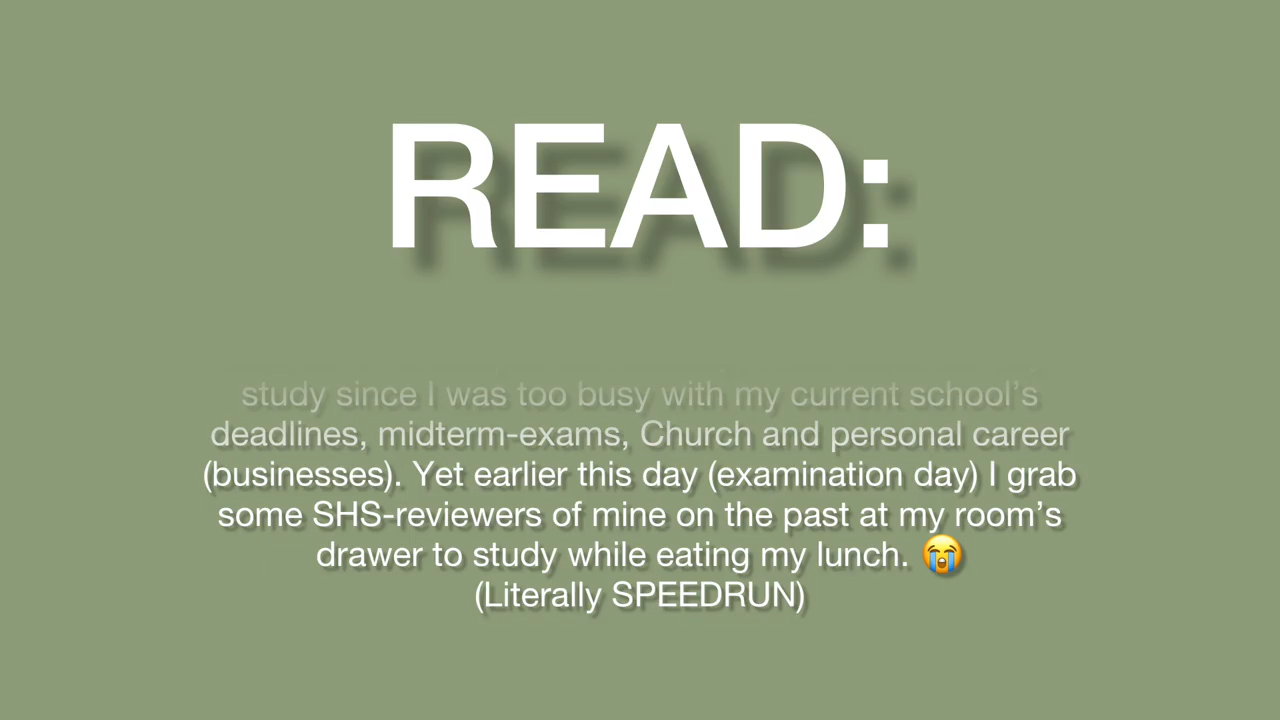 READ:
study since I was too busy with my current school’s
deadlines, midterm-exams, Church and personal career
(businesses). Yet earlier this day (examination day) I grab
some SHS-reviewers of mine on the past at my room’s
drawer to study while eating my lunch. 😭
(Literally SPEEDRUN)